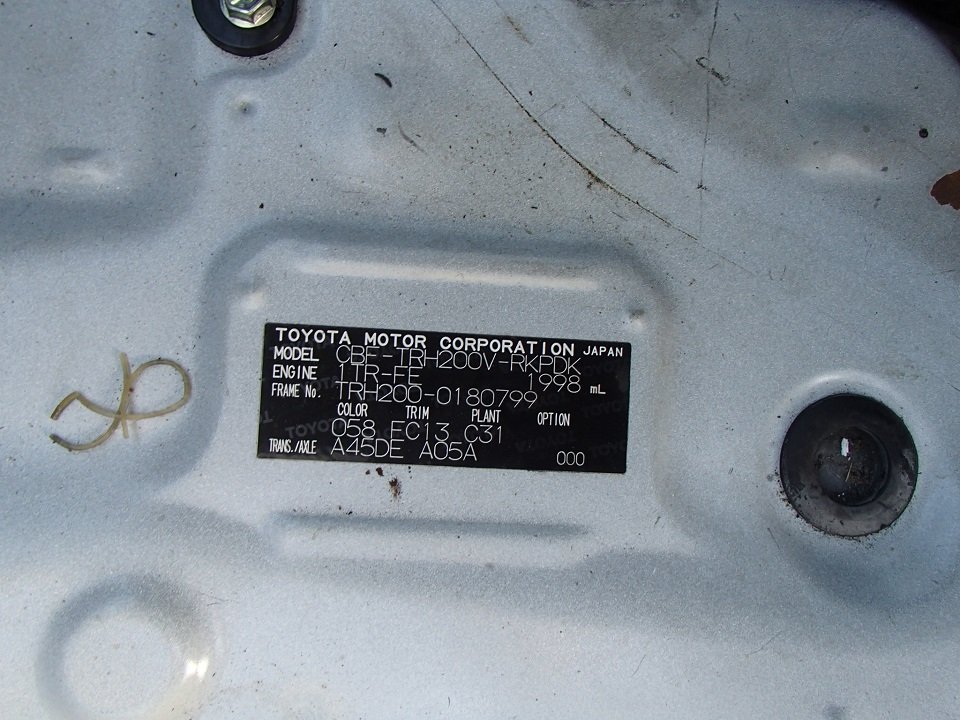 TOYOTA MOTOR CORPORATION JAPAN
MODEL CBF-TRH200V-RKPDK
ENGINE 1TR-FE 1998 mL
FRAME No. TRH200-0180799
COLOR TRIM PLANT OPTION
058 FC13 C31
TRANS./AXLE A45DE A05A 000